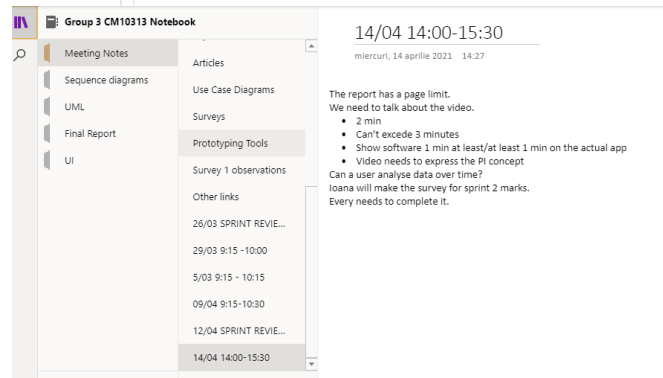 Group 3 CM10313 Notebook
Meeting Notes
Sequence diagrams
UML
Final Report
UI
Articles
Use Case Diagrams
Surveys
Prototyping Tools
Survey 1 observations
Other links
26/03 SPRINT REVIE...
29/03 9:15 -10:00
5/03 9:15 - 10:15
09/04 9:15-10:30
12/04 SPRINT REVIE...
14/04 14:00-15:30
14/04 14:00-15:30
miercuri, 14 aprilie 2021 14:27
The report has a page limit.
We need to talk about the video.
• 2 min
• Can't excede 3 minutes
• Show software 1 min at least/at least 1 min on the actual app
• Video needs to express the PI concept
Can a user analyse data over time?
Ioana will make the survey for sprint 2 marks.
Every needs to complete it.